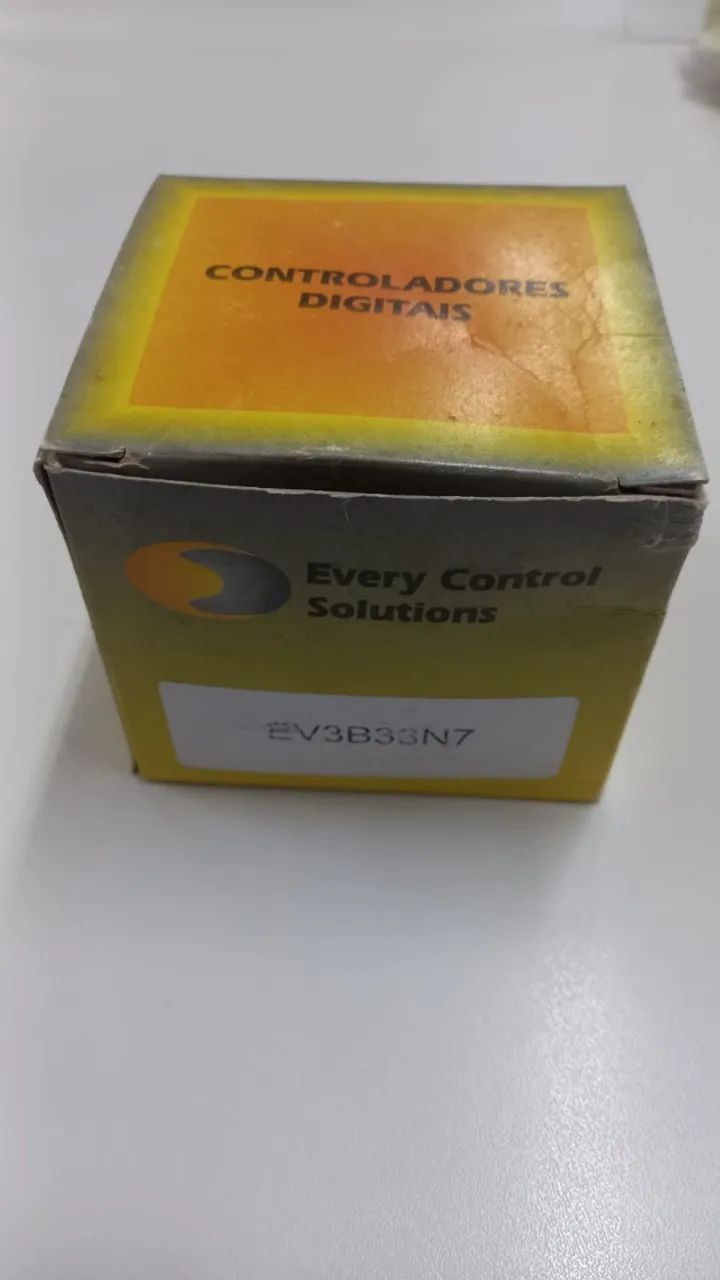 CONTROLADORES
DIGITAIS
Every Control
Solutions
EV3B33N7